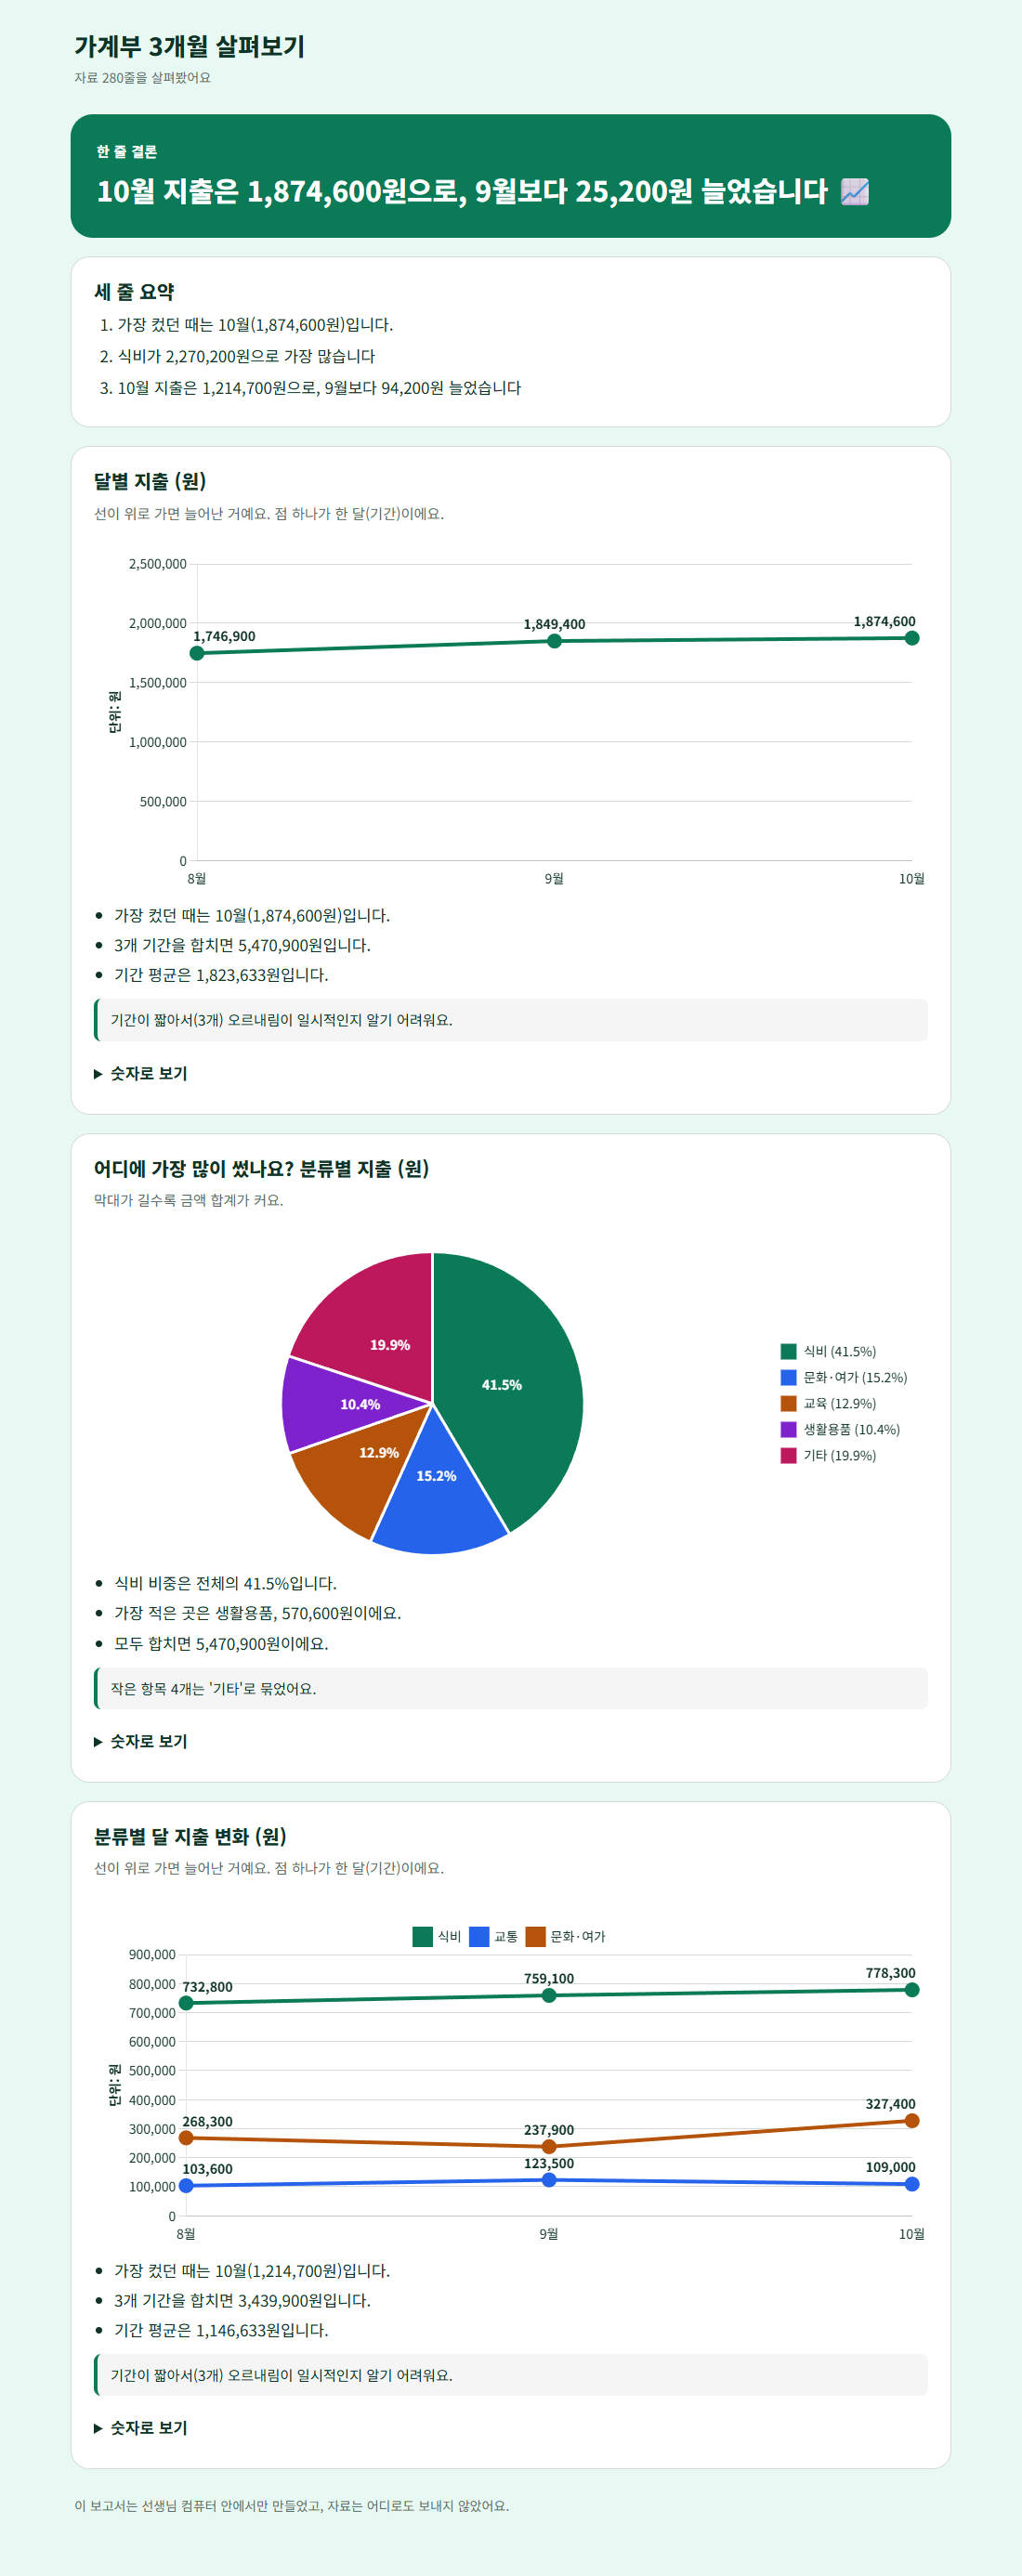 가계부 3개월 살펴보기
자료 280줄을 살펴봤어요
한 줄 결론
10월 지출은 1,874,600원으로, 9월보다 25,200원 늘었습니다 📈
세 줄 요약
1. 가장 컸던 때는 10월(1,874,600원)입니다.
2. 식비가 2,270,200원으로 가장 많습니다
3. 10월 지출은 1,214,700원으로, 9월보다 94,200원 늘었습니다
달별 지출 (원)
선이 위로 가면 늘어난 거예요. 점 하나가 한 달(기간)이에요.
단위: 원
2,500,000
2,000,000
1,500,000
1,000,000
500,000
0
1,746,900
1,849,400
1,874,600
8월
9월
10월
가장 컸던 때는 10월(1,874,600원)입니다.
3개 기간을 합치면 5,470,900원입니다.
기간 평균은 1,823,633원입니다.
기간이 짧아서(3개) 오르내림이 일시적인지 알기 어려워요.
▶ 숫자로 보기
어디에 가장 많이 썼나요? 분류별 지출 (원)
막대가 길수록 금액 합계가 커요.
41.5%
15.2%
12.9%
10.4%
19.9%
식비 (41.5%)
문화·여가 (15.2%)
교육 (12.9%)
생활용품 (10.4%)
기타 (19.9%)
식비 비중은 전체의 41.5%입니다.
가장 적은 곳은 생활용품, 570,600원이에요.
모두 합치면 5,470,900원이에요.
작은 항목 4개는 '기타'로 묶었어요.
▶ 숫자로 보기
분류별 달 지출 변화 (원)
선이 위로 가면 늘어난 거예요. 점 하나가 한 달(기간)이에요.
식비 교통 문화·여가
단위: 원
900,000
800,000
700,000
600,000
500,000
400,000
300,000
200,000
100,000
0
732,800
759,100
778,300
268,300
237,900
327,400
103,600
123,500
109,000
8월
9월
10월
가장 컸던 때는 10월(1,214,700원)입니다.
3개 기간을 합치면 3,439,900원입니다.
기간 평균은 1,146,633원입니다.
기간이 짧아서(3개) 오르내림이 일시적인지 알기 어려워요.
▶ 숫자로 보기
이 보고서는 선생님 컴퓨터 안에서만 만들었고, 자료는 어디로도 보내지 않았어요.